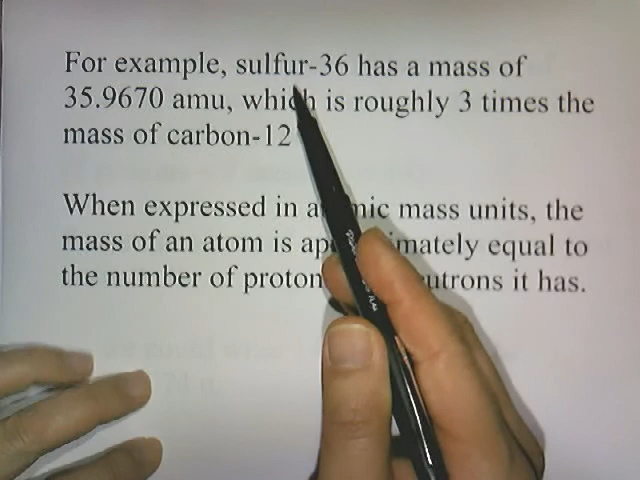 For example, sulfur-36 has a mass of
35.9670 amu, which is roughly 3 times the
mass of carbon-12
When expressed in mass units, the
mass of an atom is equal to
the number of it has.